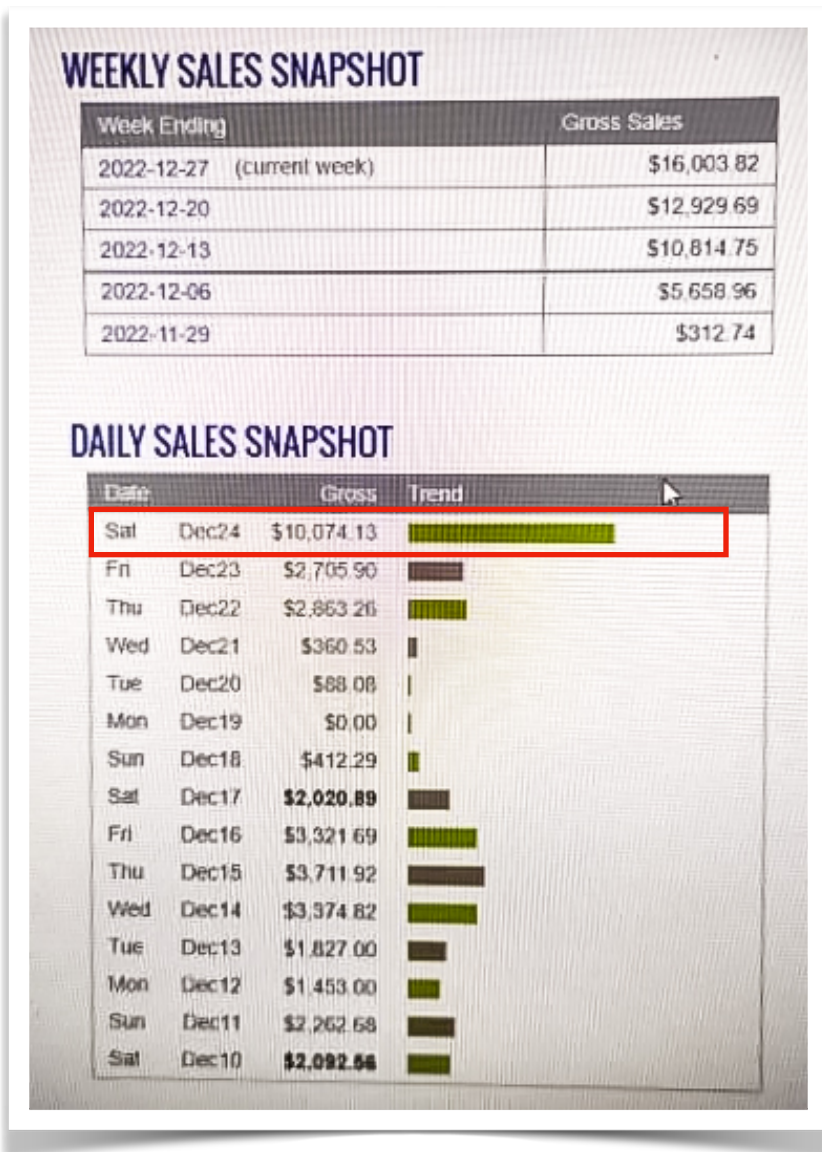 WEEKLY SALES SNAPSHOT
Week Ending Gross Sales
2022-12-27 (current week) $16,003.82
2022-12-20 $12,929.69
2022-12-13 $10,814.75
2022-12-06 $5,658.96
2022-11-29 $312.74
DAILY SALES SNAPSHOT
Date Gross Trend
Sat Dec24 $10,074.13
Fri Dec23 $2,705.90
Thu Dec22 $2,863.26
Wed Dec21 $360.53
Tue Dec20 $88.08
Mon Dec19 $0.00
Sun Dec18 $412.29
Sat Dec17 $2,020.89
Fri Dec16 $3,321.69
Thu Dec15 $3,711.92
Wed Dec14 $3,374.82
Tue Dec13 $1,827.00
Mon Dec12 $1,453.00
Sun Dec11 $2,262.68
Sat Dec10 $2,092.56